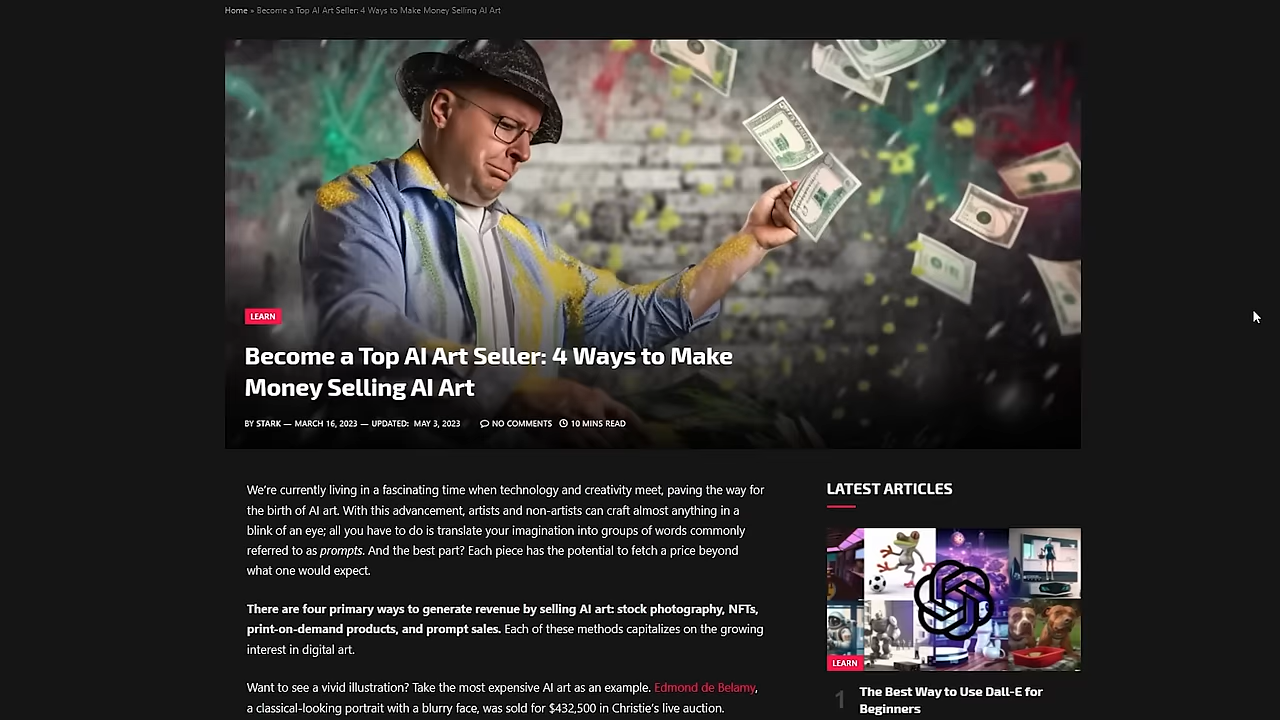 Home » Become a Top AI Art Seller: 4 Ways to Make Money Selling AI Art
LEARN
Become a Top AI Art Seller: 4 Ways to Make
Money Selling AI Art
BY STARK — MARCH 16, 2023 — UPDATED: MAY 3, 2023 NO COMMENTS 10 MINS READ
We're currently living in a fascinating time when technology and creativity meet, paving the way for
the birth of AI art. With this advancement, artists and non-artists can craft almost anything in a
blink of an eye; all you have to do is translate your imagination into groups of words commonly
referred to as prompts. And the best part? Each piece has the potential to fetch a price beyond
what one would expect.
There are four primary ways to generate revenue by selling AI art: stock photography, NFTs,
print-on-demand products, and prompt sales. Each of these methods capitalizes on the growing
interest in digital art.
Want to see a vivid illustration? Take the most expensive AI art as an example. Edmond de Belamy,
a classical-looking portrait with a blurry face, was sold for $432,500 in Christie's live auction.
LATEST ARTICLES
LEARN
1 The Best Way to Use Dall-E for
Beginners